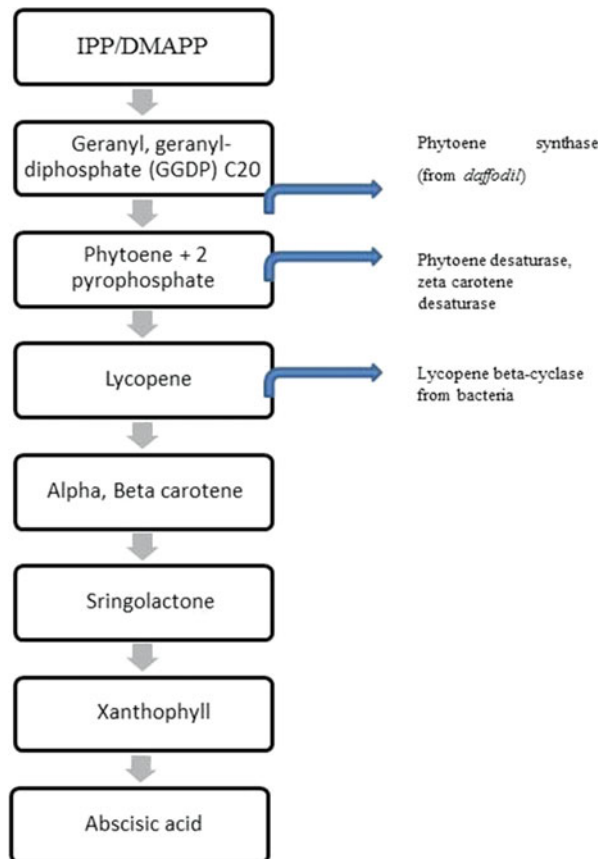 IPP/DMAPP
Geranyl, geranyl-
diphosphate (GGDP) C20
Phytoene synthase
(from daffodil)
Phytoene + 2
pyrophosphate
Phytoene desaturase,
zeta carotene
desaturase
Lycopene
Lycopene beta-cyclase
from bacteria
Alpha, Beta carotene
Sringolactone
Xanthophyll
Abscisic acid